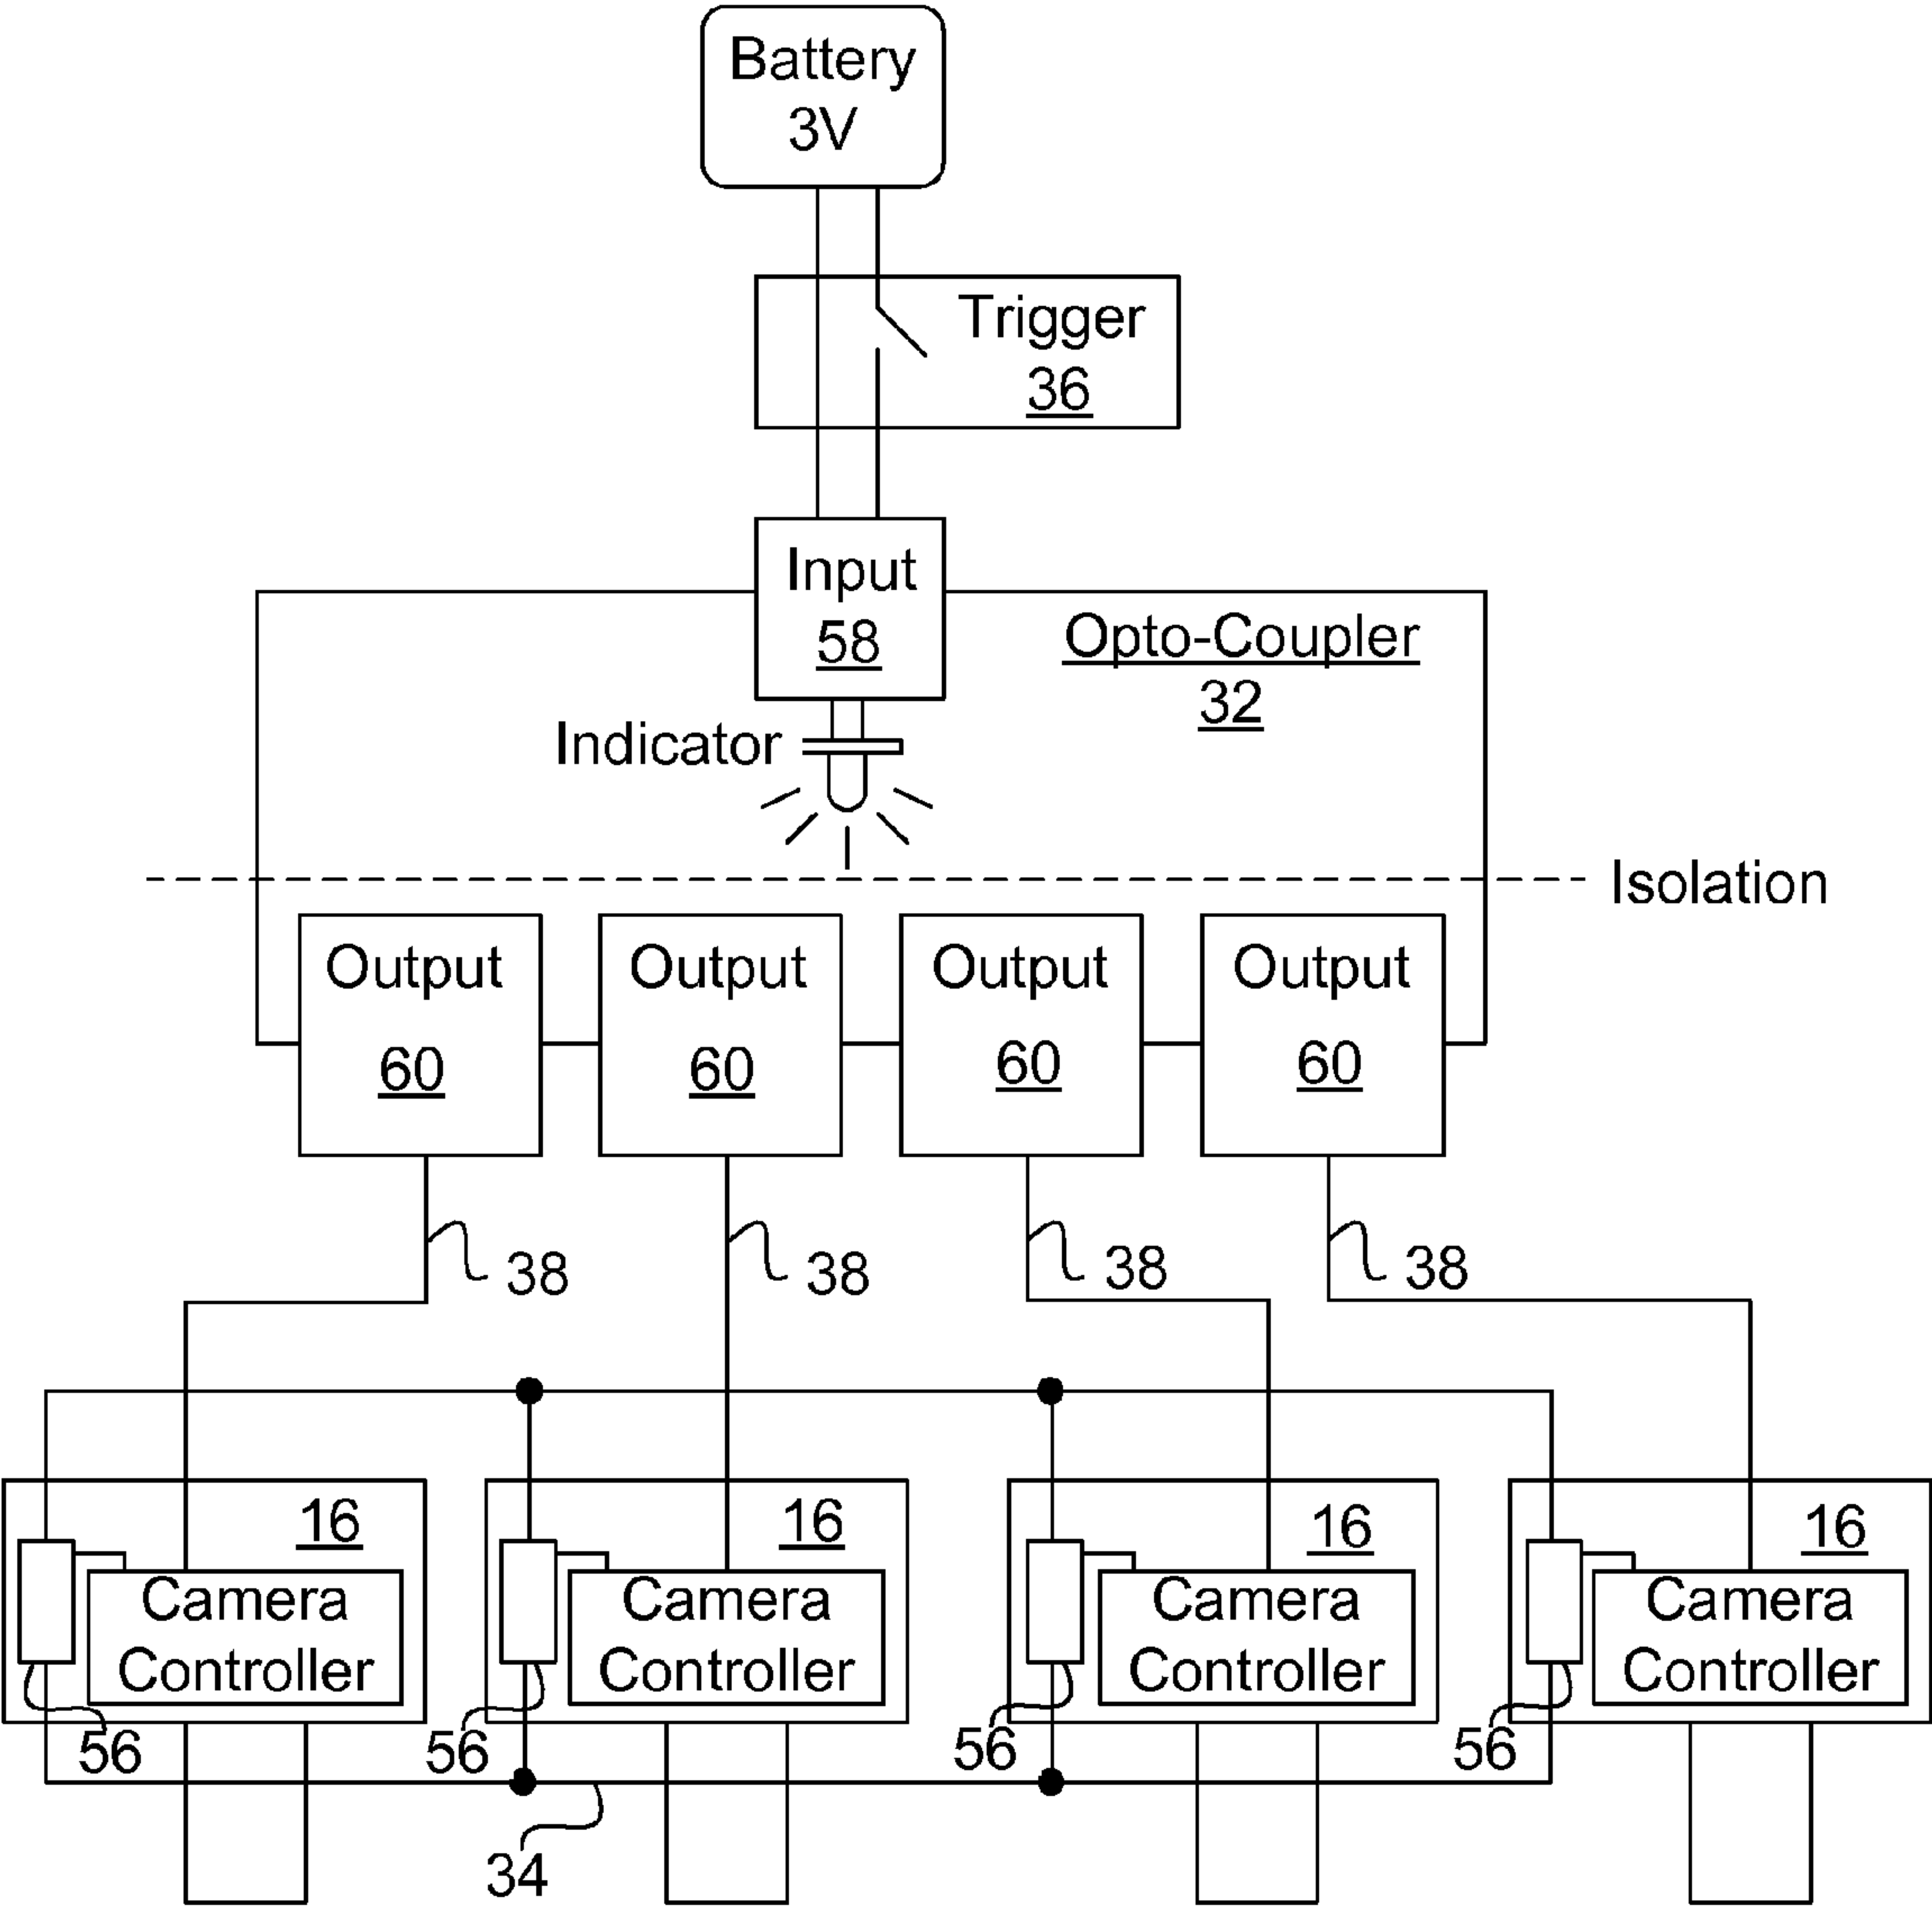 Battery
3V
Trigger
36
Input
58
Opto-Coupler
32
Indicator
Isolation
Output Output Output Output
60 60 60 60
38 38 38 38
16 16 16 16
Camera Camera Camera Camera
Controller Controller Controller Controller
56 56 56 56
34